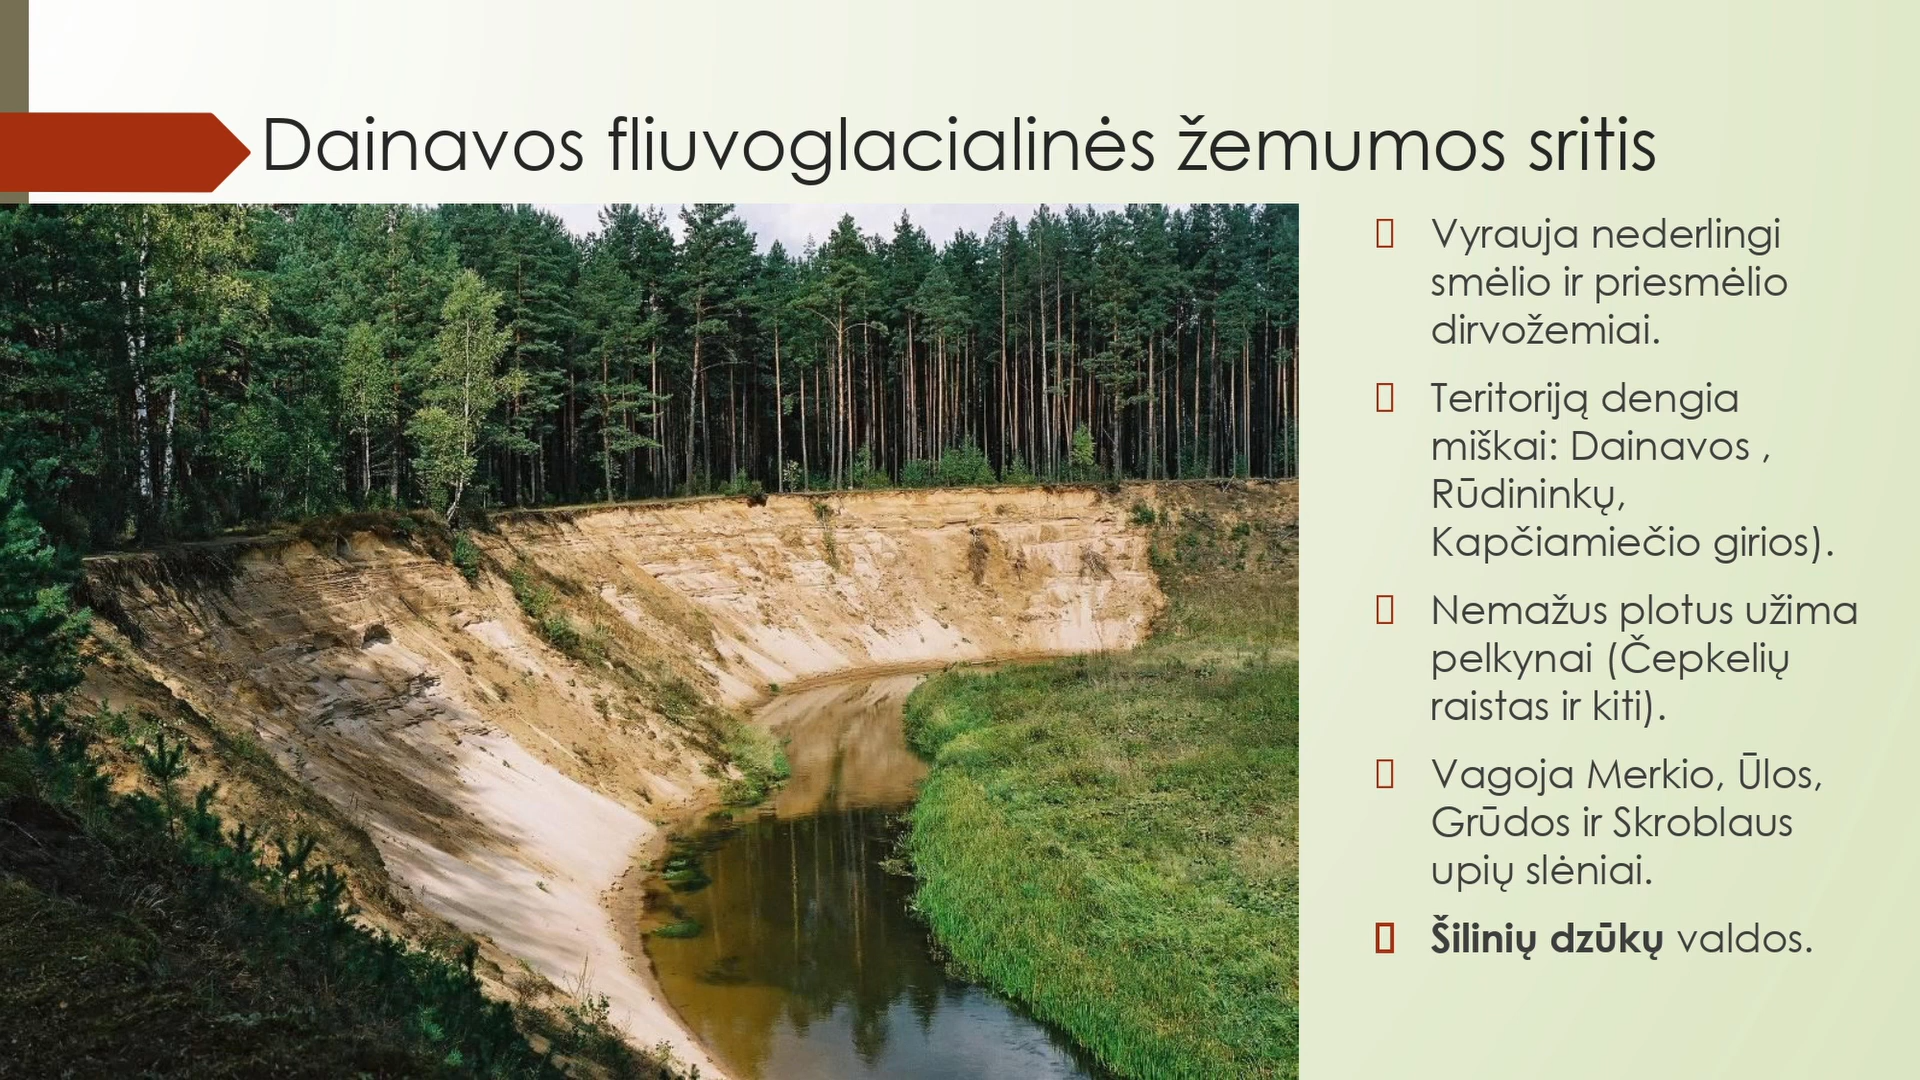 Dainavos fliuvoglacialinės žemumos sritis
Vyrauja nederlingi
smėlio ir priesmėlio
dirvožemiai.
Teritoriją dengia
miškai: Dainavos ,
Rūdininkų,
Kapčiamiečio girios).
Nemažus plotus užima
pelkynai (Čepkelių
raistas ir kiti).
Vagoja Merkio, Ūlos,
Grūdos ir Skroblaus
upių slėniai.
Šilinių dzūkų valdos.